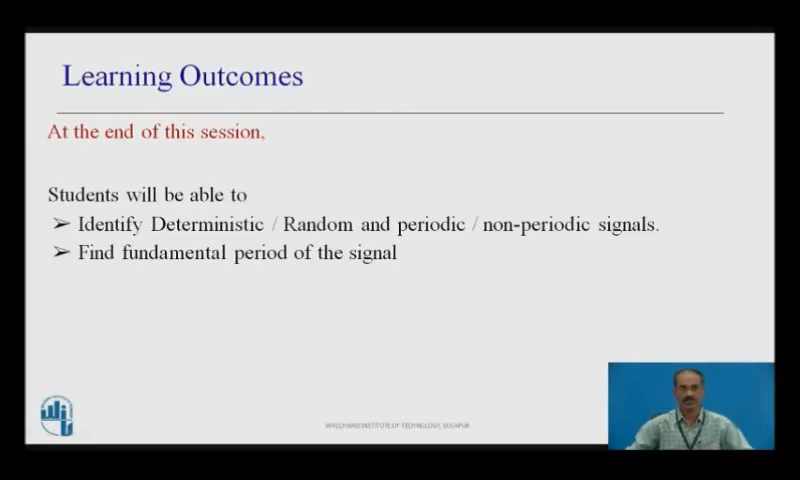 Learning Outcomes
At the end of this session,
Students will be able to
➢ Identify Deterministic / Random and periodic / non-periodic signals.
➢ Find fundamental period of the signal
WALCHAND INSTITUTE OF TECHNOLOGY, SOLAPUR